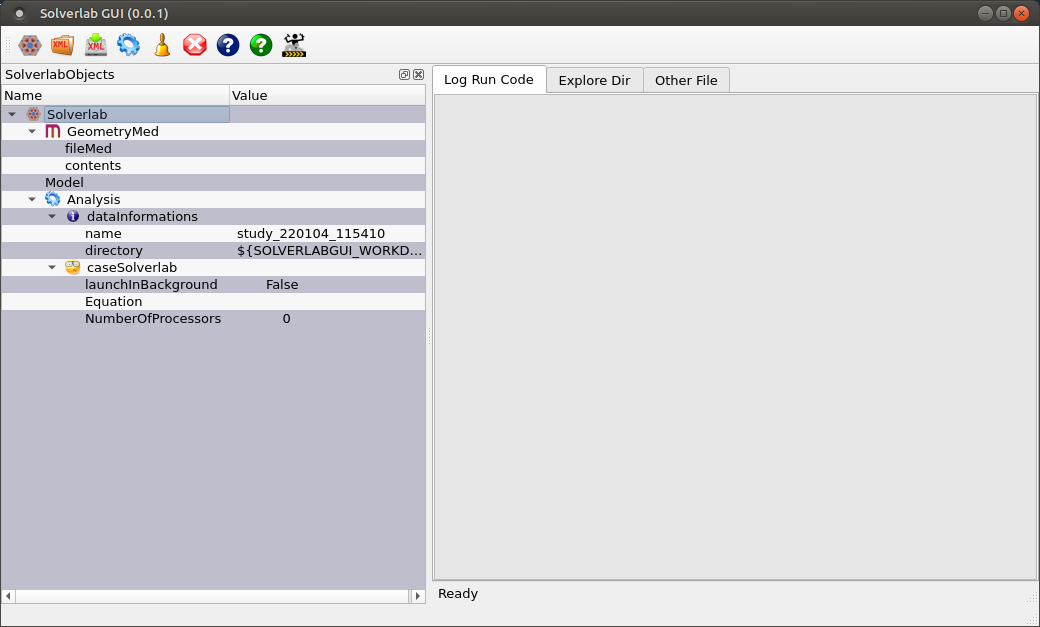 Solverlab GUI (0.0.1)
XML
XML
SolverlabObjects
Name Value
Solverlab
GeometryMed
fileMed
contents
Model
Analysis
dataInformations
name study_220104_115410
directory ${SOLVERLABGUI_WORKD...
caseSolverlab
launchInBackground False
Equation
NumberOfProcessors 0
Log Run Code Explore Dir Other File
Ready